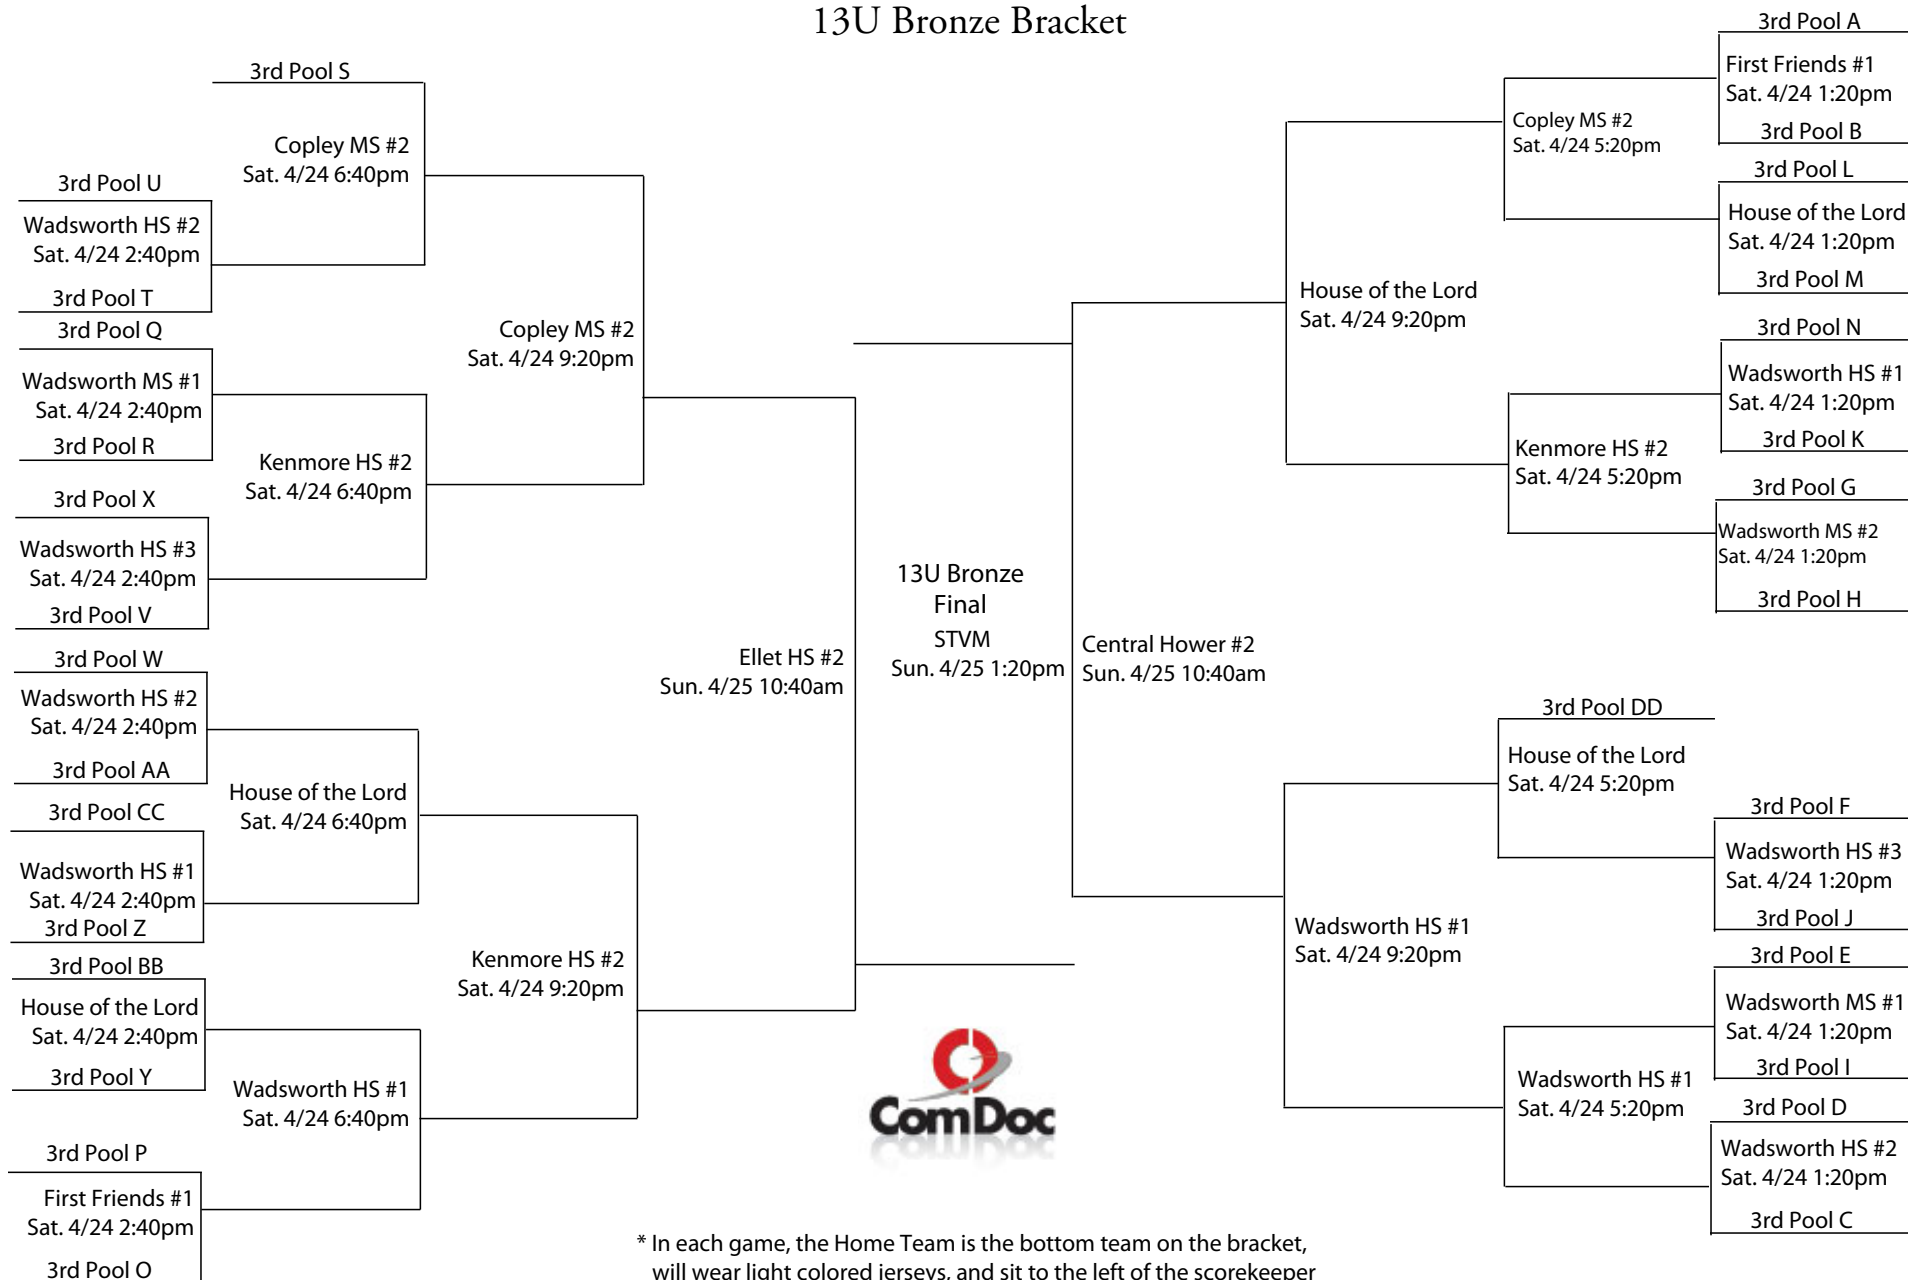 13U Bronze Bracket
3rd Pool S
Copley MS #2
Sat. 4/24 6:40pm
3rd Pool U
Wadsworth HS #2
Sat. 4/24 2:40pm
3rd Pool T
3rd Pool Q
Wadsworth MS #1
Sat. 4/24 2:40pm
3rd Pool R
Kenmore HS #2
Sat. 4/24 6:40pm
3rd Pool X
Wadsworth HS #3
Sat. 4/24 2:40pm
3rd Pool V
Copley MS #2
Sat. 4/24 9:20pm
3rd Pool W
Wadsworth HS #2
Sat. 4/24 2:40pm
3rd Pool AA
House of the Lord
Sat. 4/24 6:40pm
3rd Pool CC
Wadsworth HS #1
Sat. 4/24 2:40pm
3rd Pool Z
3rd Pool BB
House of the Lord
Sat. 4/24 2:40pm
3rd Pool Y
Wadsworth HS #1
Sat. 4/24 6:40pm
3rd Pool P
First Friends #1
Sat. 4/24 2:40pm
3rd Pool O
Kenmore HS #2
Sat. 4/24 9:20pm
Ellet HS #2
Sun. 4/25 10:40am
13U Bronze
Final
STVM
Sun. 4/25 1:20pm
Central Hower #2
Sun. 4/25 10:40am
3rd Pool A
First Friends #1
Sat. 4/24 1:20pm
3rd Pool B
Copley MS #2
Sat. 4/24 5:20pm
3rd Pool L
House of the Lord
Sat. 4/24 1:20pm
3rd Pool M
House of the Lord
Sat. 4/24 9:20pm
3rd Pool N
Wadsworth HS #1
Sat. 4/24 1:20pm
3rd Pool K
Kenmore HS #2
Sat. 4/24 5:20pm
3rd Pool G
Wadsworth MS #2
Sat. 4/24 1:20pm
3rd Pool H
3rd Pool DD
House of the Lord
Sat. 4/24 5:20pm
3rd Pool F
Wadsworth HS #3
Sat. 4/24 1:20pm
3rd Pool J
Wadsworth HS #1
Sat. 4/24 9:20pm
3rd Pool E
Wadsworth MS #1
Sat. 4/24 1:20pm
3rd Pool I
Wadsworth HS #1
Sat. 4/24 5:20pm
3rd Pool D
Wadsworth HS #2
Sat. 4/24 1:20pm
3rd Pool C
ComDoc
* In each game, the Home Team is the bottom team on the bracket,
will wear light colored jerseys, and sit to the left of the scorekeeper